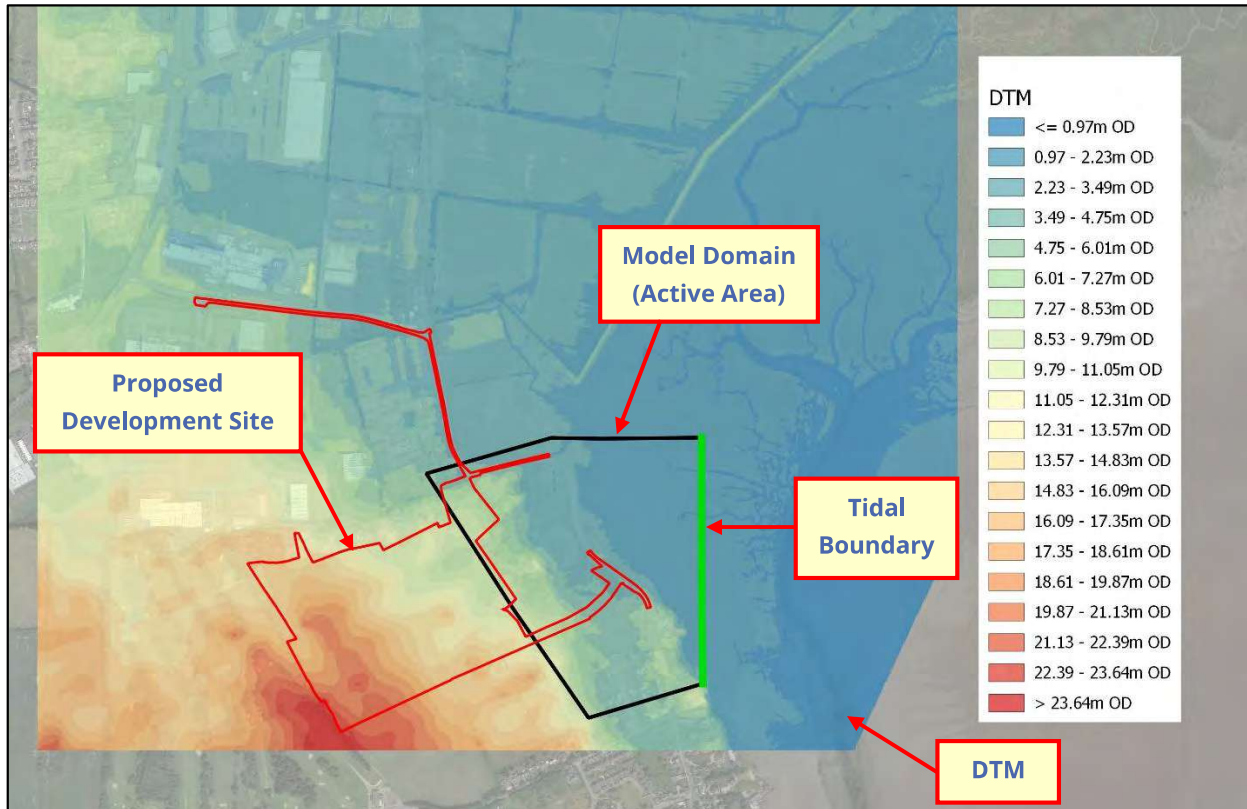 Model Domain
(Active Area)
Proposed
Development Site
Tidal
Boundary
DTM
DTM
<= 0.97m OD
0.97 - 2.23m OD
2.23 - 3.49m OD
3.49 - 4.75m OD
4.75 - 6.01m OD
6.01 - 7.27m OD
7.27 - 8.53m OD
8.53 - 9.79m OD
9.79 - 11.05m OD
11.05 - 12.31m OD
12.31 - 13.57m OD
13.57 - 14.83m OD
14.83 - 16.09m OD
16.09 - 17.35m OD
17.35 - 18.61m OD
18.61 - 19.87m OD
19.87 - 21.13m OD
21.13 - 22.39m OD
22.39 - 23.64m OD
> 23.64m OD